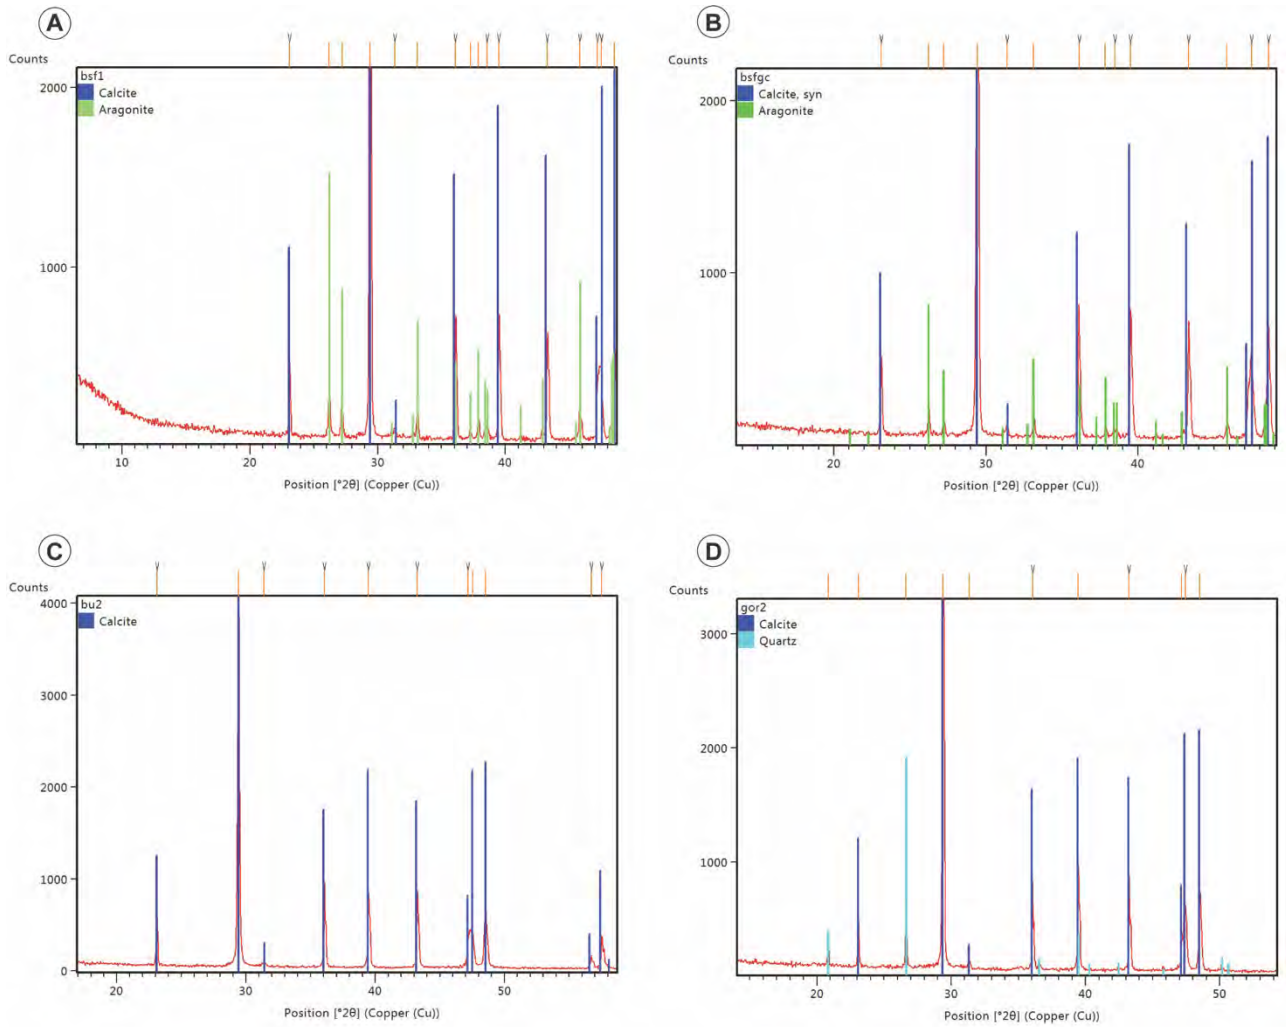 A
Counts
bsf1
Calcite
Aragonite
2000
1000
10
20
30
40
Position [°2θ] (Copper (Cu))
B
Counts
bsfgc
Calcite, syn
Aragonite
2000
1000
20
30
40
Position [°2θ] (Copper (Cu))
C
Counts
bu2
Calcite
4000
3000
2000
1000
0
20
30
40
50
Position [°2θ] (Copper (Cu))
D
Counts
gor2
Calcite
Quartz
3000
2000
1000
20
30
40
50
Position [°2θ] (Copper (Cu))